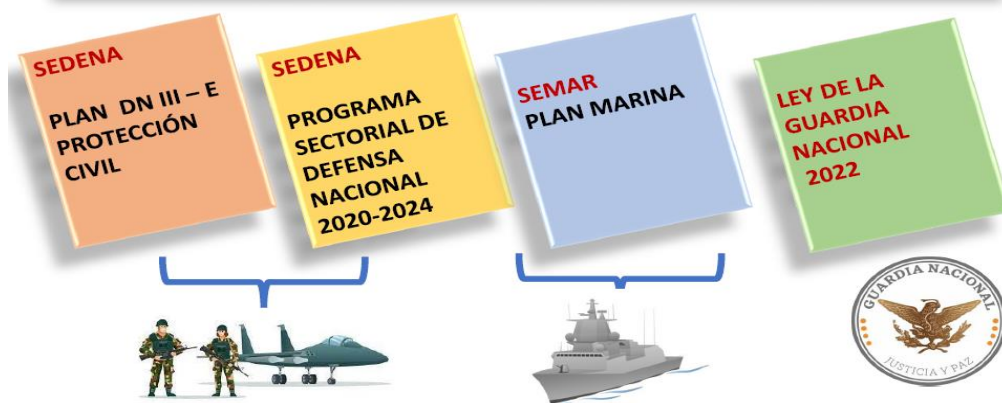 SEDENA
PLAN DN III – E
PROTECCIÓN
CIVIL
SEDENA
PROGRAMA
SECTORIAL DE
DEFENSA
NACIONAL
2020-2024
SEMAR
PLAN MARINA
LEY DE LA
GUARDIA
NACIONAL
2022
GUARDIA NACIONAL
JUSTICIA Y PAZ